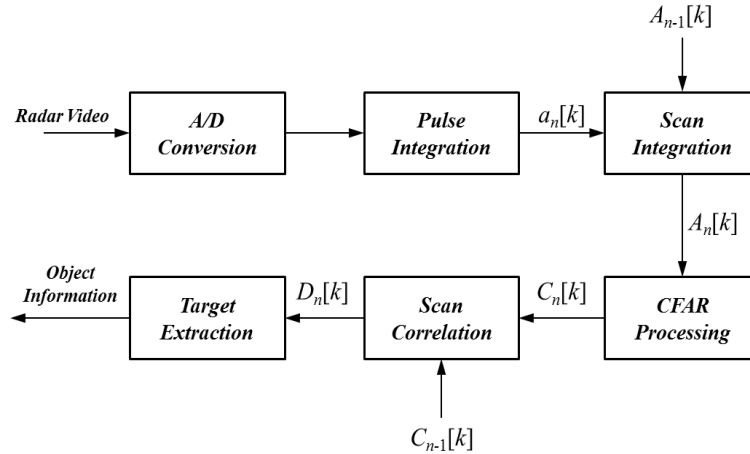 A_{n-1}[k]
Radar Video
A/D
Conversion
Pulse
Integration
a_n[k]
Scan
Integration
A_n[k]
Object
Information
Target
Extraction
D_n[k]
Scan
Correlation
C_n[k]
CFAR
Processing
C_{n-1}[k]